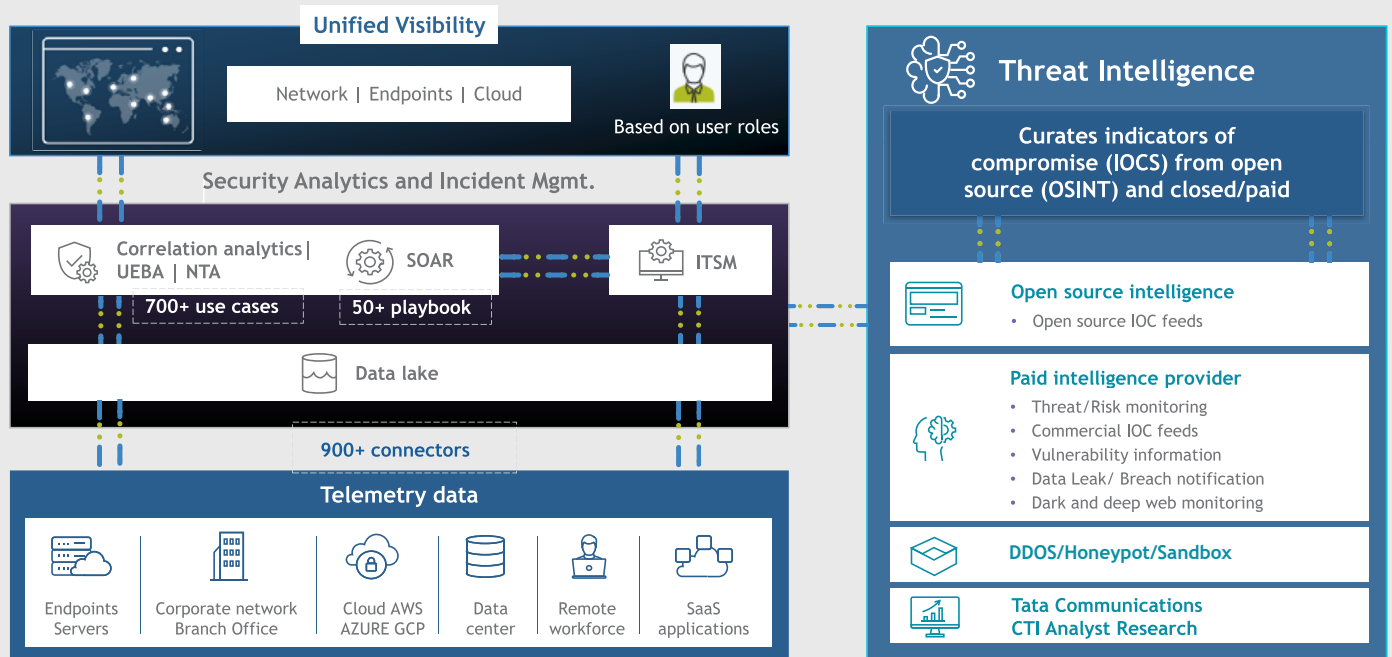 Unified Visibility
Network | Endpoints | Cloud
Based on user roles
Security Analytics and Incident Mgmt.
Correlation analytics|
UEBA | NTA
SOAR
ITSM
700+ use cases
50+ playbook
Data lake
900+ connectors
Telemetry data
Endpoints
Servers
Corporate network
Branch Office
Cloud AWS
AZURE GCP
Data
center
Remote
workforce
SaaS
applications
Threat Intelligence
Curates indicators of
compromise (IOCS) from open
source (OSINT) and closed/paid
Open source intelligence
• Open source IOC feeds
Paid intelligence provider
• Threat/Risk monitoring
• Commercial IOC feeds
• Vulnerability information
• Data Leak/ Breach notification
• Dark and deep web monitoring
DDOS/Honeypot/Sandbox
Tata Communications
CTI Analyst Research